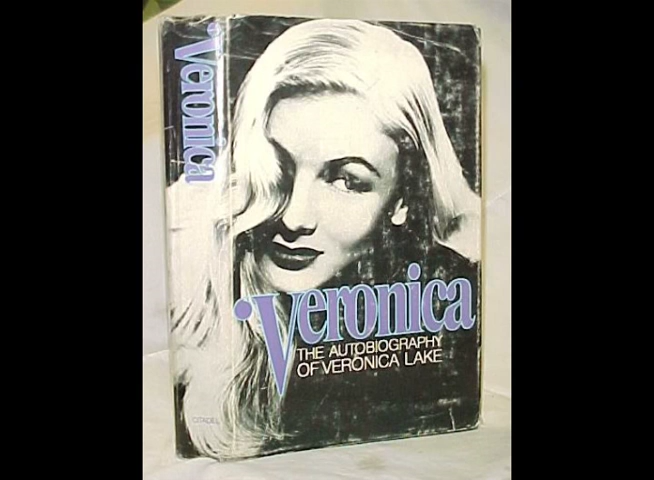 Veronica
CITADEL
Veronica
THE AUTOBIOGRAPHY
OF VERONICA LAKE